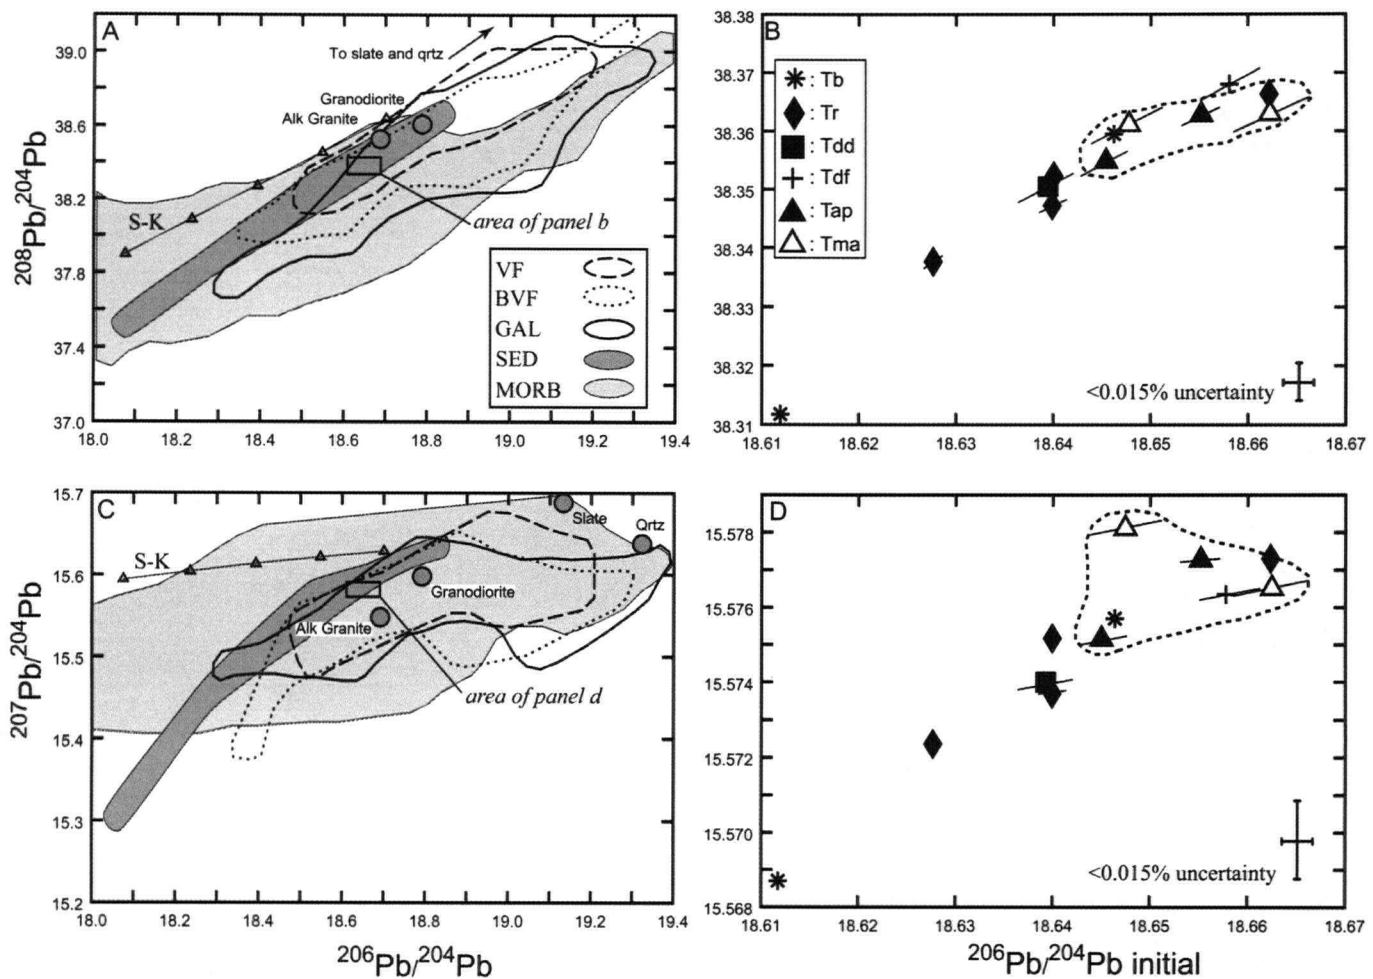 A
39.0
38.6
38.2
37.8
37.4
37.0
208Pb/204Pb
To slate and qrtz
Granodiorite
Alk Granite
S-K
area of panel b
VF
BVF
GAL
SED
MORB
18.0 18.2 18.4 18.6 18.8 19.0 19.2 19.4
B
38.38
38.37
38.36
38.35
38.34
38.33
38.32
38.31
: Tb
: Tr
: Tdd
: Tdf
: Tap
: Tma
<0.015% uncertainty
18.61 18.62 18.63 18.64 18.65 18.66 18.67
C
15.7
15.6
15.5
15.4
15.3
15.2
207Pb/204Pb
S-K
Slate
Qrtz
Granodiorite
Alk Granite
area of panel d
18.0 18.2 18.4 18.6 18.8 19.0 19.2 19.4
206Pb/204Pb
D
15.578
15.576
15.574
15.572
15.570
15.568
<0.015% uncertainty
18.61 18.62 18.63 18.64 18.65 18.66 18.67
206Pb/204Pb initial